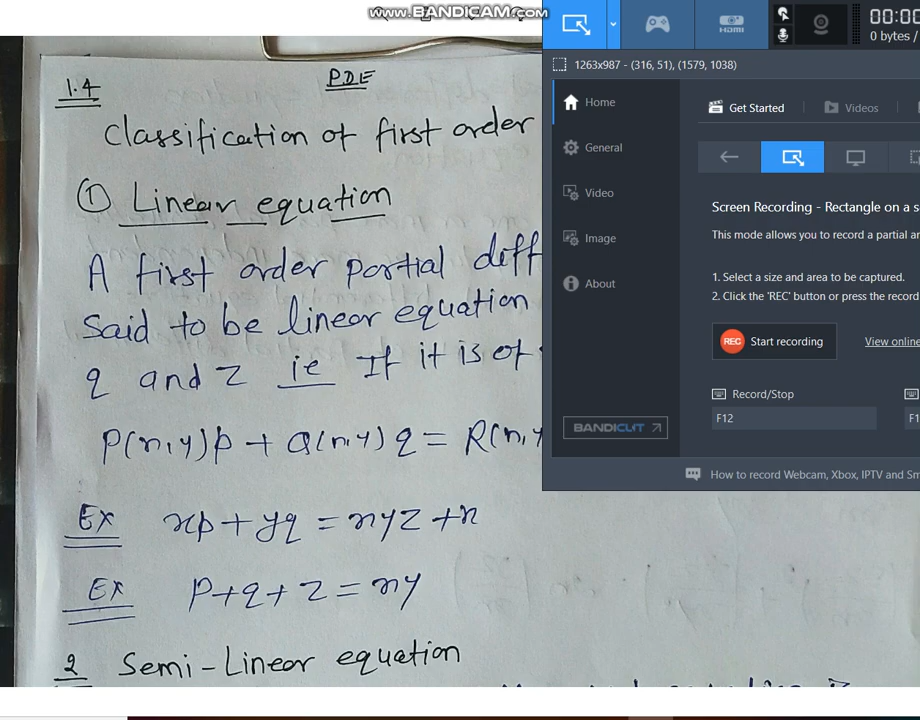 www.BANDICAM.com
00:00
0 bytes /
1263x987 - (316, 51), (1579, 1038)
Home
General
Video
Image
About
BANDICUT
Get Started
Videos
HDMI
Screen Recording - Rectangle on a s
This mode allows you to record a partial ar
1. Select a size and area to be captured.
2. Click the 'REC' button or press the record
REC
Start recording
View online
Record/Stop
F12
F1
How to record Webcam, Xbox, IPTV and Sm
1.4
PDE
Classification of first order
① Linear equation
A first order partial diff
said to be linear equation
q and z ie If it is of
P(x,y)p + Q(x,y)q = R(x,y
Ex xp+yq = xyz+x
Ex p+q+z = xy
2 Semi-Linear equation